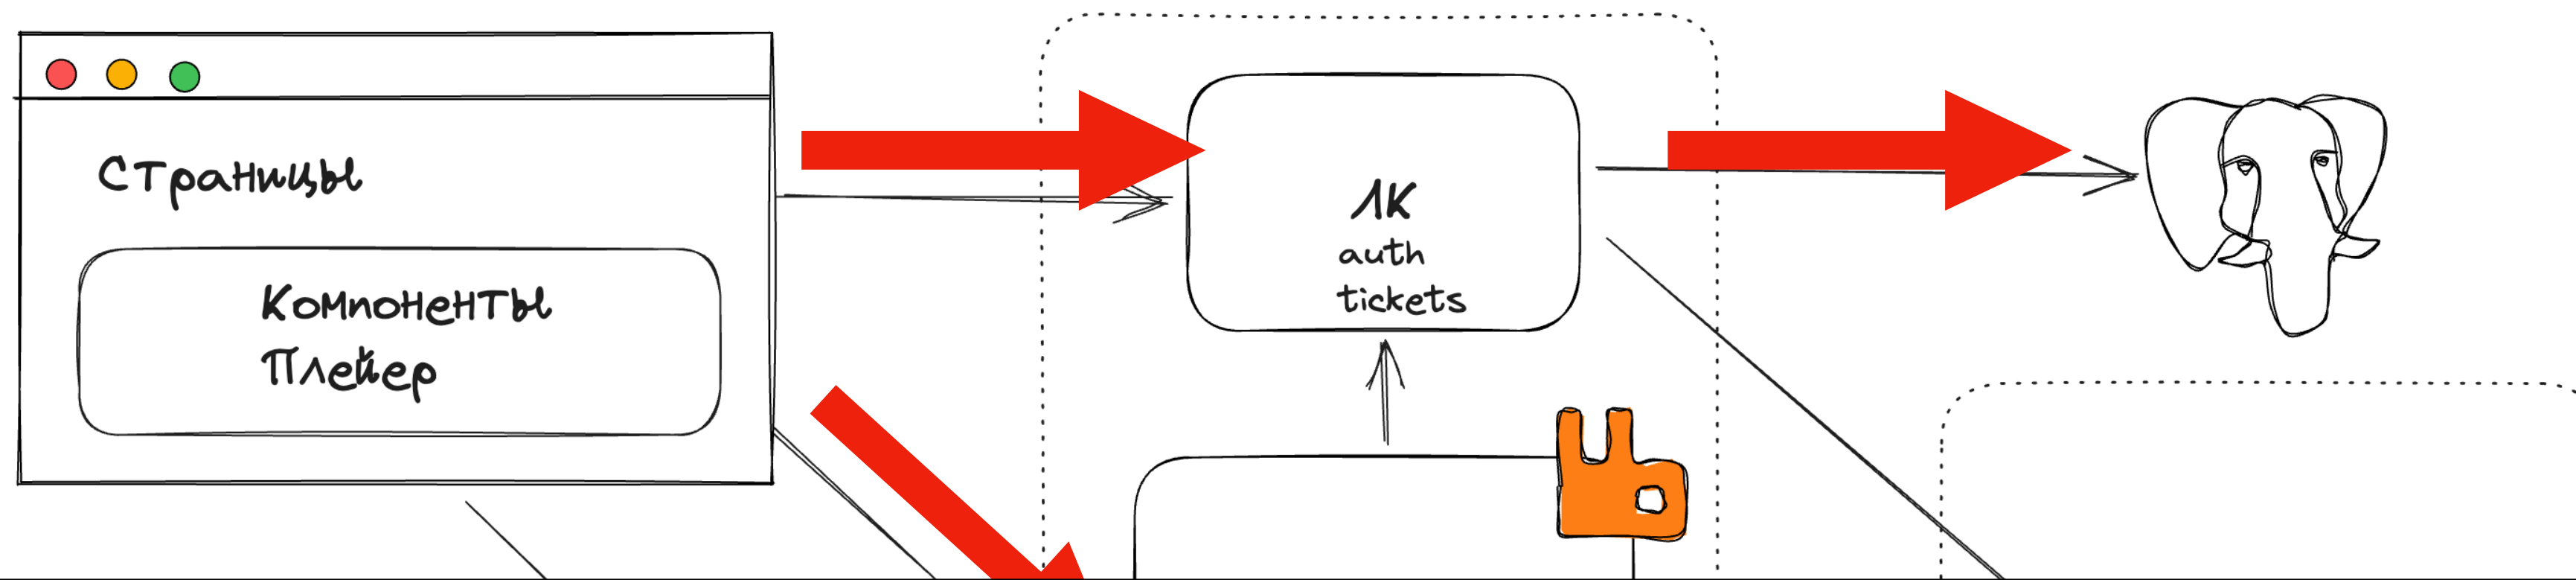 Страницы
Компоненты
Плейер
ЛК
auth
tickets